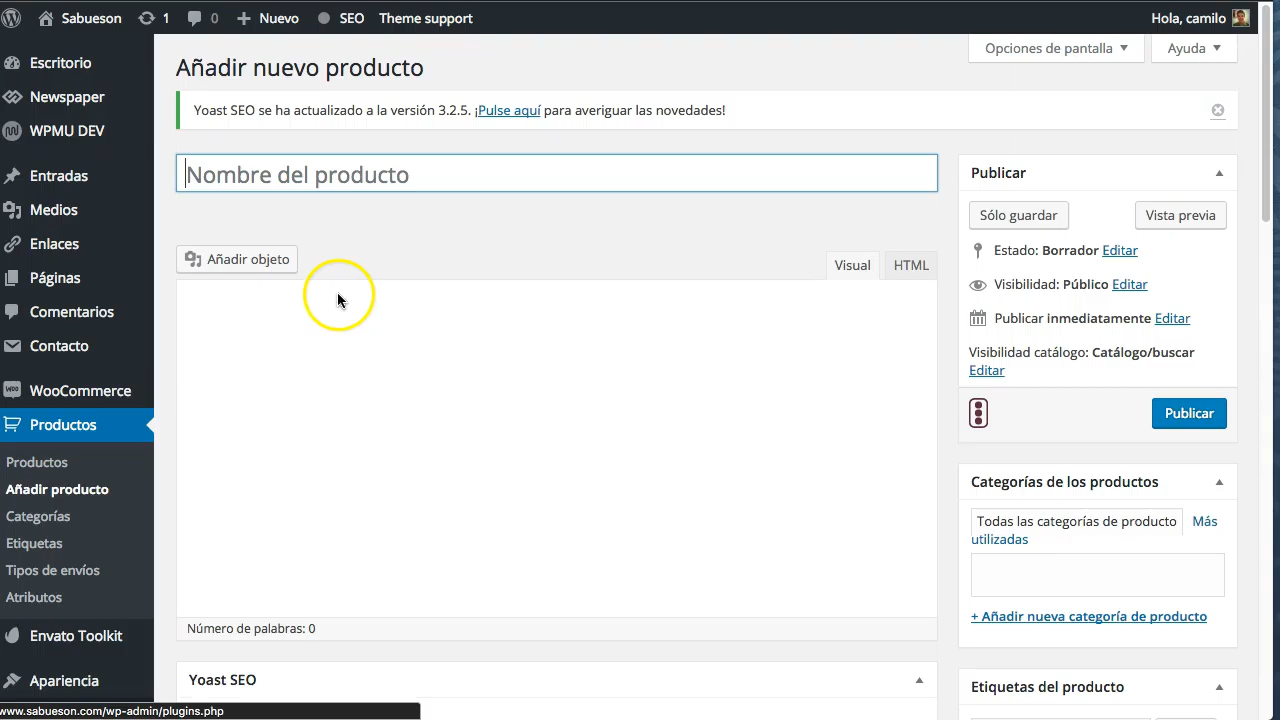 Sabueson 1 0 Nuevo SEO Theme support Hola, camilo
Opciones de pantalla Ayuda
Escritorio
Newspaper
WPMU DEV
Entradas
Medios
Enlaces
Páginas
Comentarios
Contacto
WooCommerce
Productos
Productos
Añadir producto
Categorías
Etiquetas
Tipos de envíos
Atributos
Envato Toolkit
Apariencia
www.sabueson.com/wp-admin/plugins.php
Añadir nuevo producto
Yoast SEO se ha actualizado a la versión 3.2.5. ¡Pulse aquí para averiguar las novedades!
Nombre del producto
Añadir objeto
Visual HTML
Número de palabras: 0
Yoast SEO
Publicar
Sólo guardar Vista previa
Estado: Borrador Editar
Visibilidad: Público Editar
Publicar inmediatamente Editar
Visibilidad catálogo: Catálogo/buscar
Editar
Publicar
Categorías de los productos
Todas las categorías de producto Más
utilizadas
+ Añadir nueva categoría de producto
Etiquetas del producto